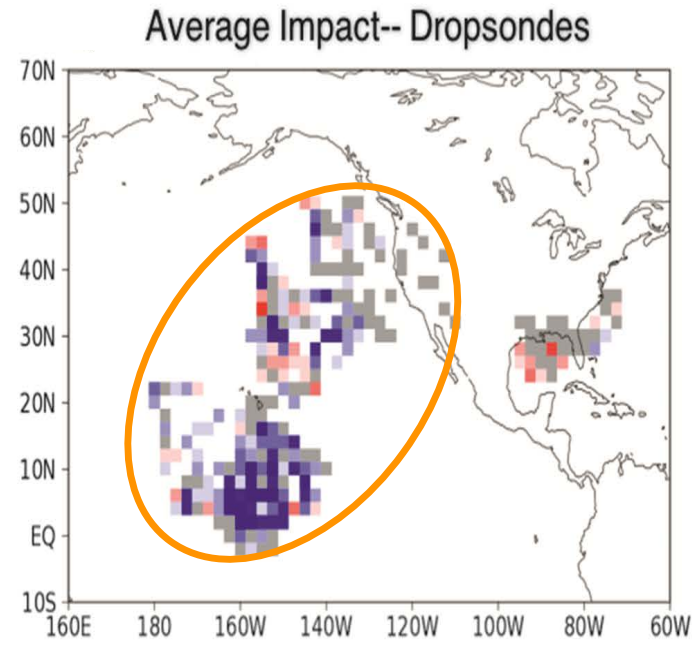 Average Impact-- Dropsondes
70N
60N
50N
40N
30N
20N
10N
EQ
10S
160E 180 160W 140W 120W 100W 80W 60W